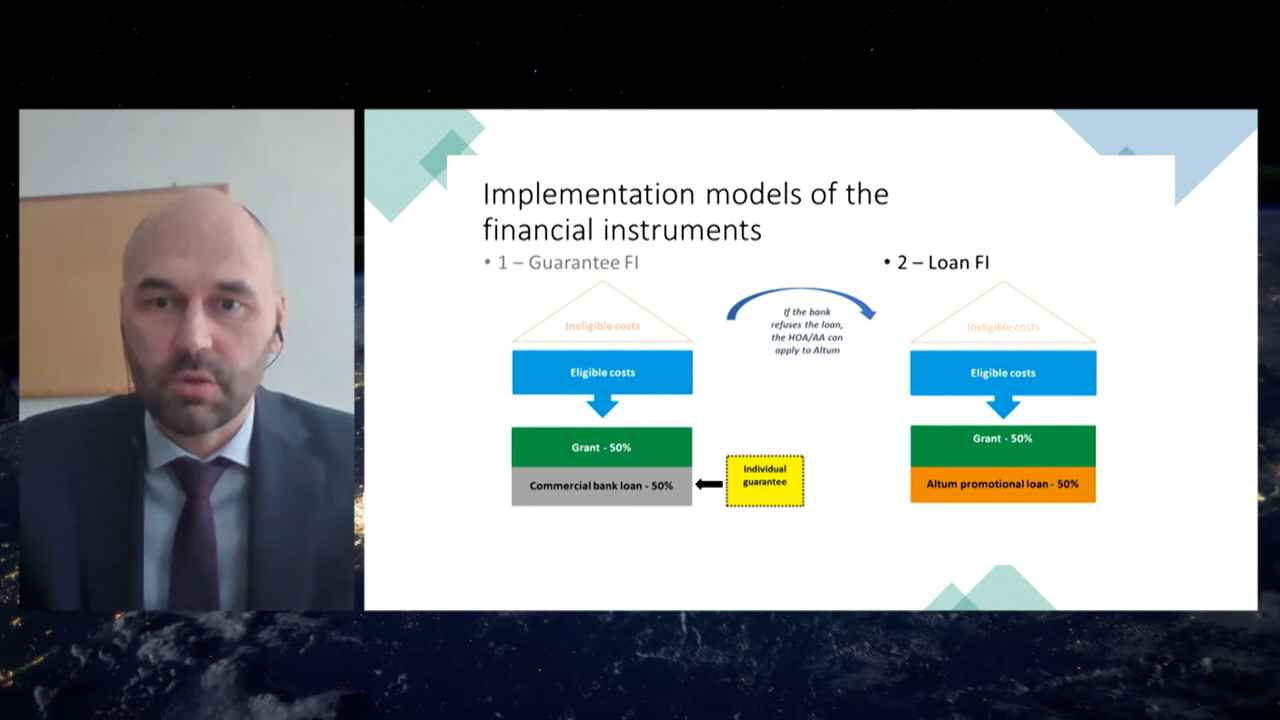 Implementation models of the
financial instruments
• 1 – Guarantee FI
Ineligible costs
Eligible costs
Grant - 50%
Commercial bank loan - 50%
Individual
guarantee
If the bank
refuses the loan,
the HOA/AA can
apply to Altum
• 2 – Loan FI
Ineligible costs
Eligible costs
Grant - 50%
Altum promotional loan - 50%